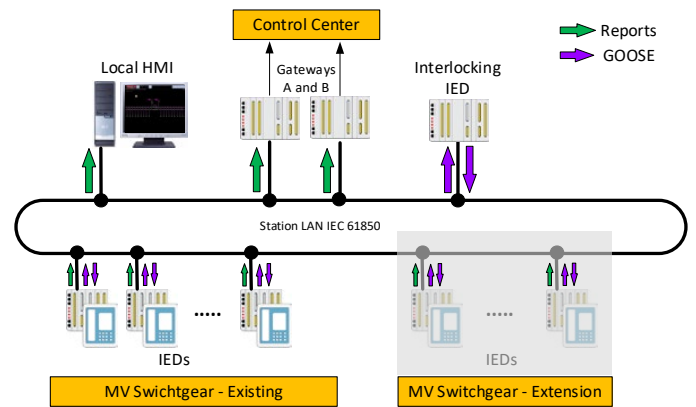 Control Center
Reports
GOOSE
Local HMI
Gateways
A and B
Interlocking
IED
Station LAN IEC 61850
.....
.....
IEDs
IEDs
MV Swichtgear - Existing
MV Switchgear - Extension